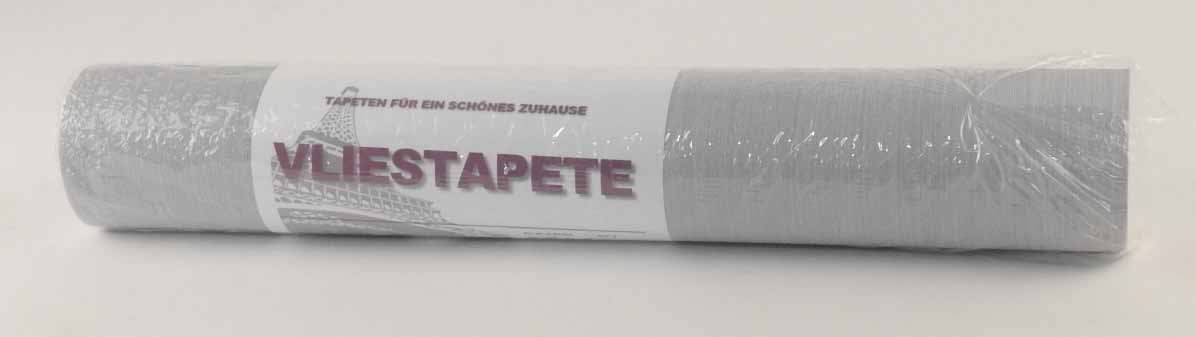 TAPETEN FÜR EIN SCHÖNES ZUHAUSE
VLIESTAPETE